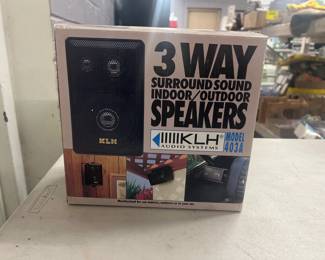 3 WAY
SURROUND SOUND
INDOOR/OUTDOOR
SPEAKERS
KLH
AUDIO SYSTEMS
MODEL
403A
KLH